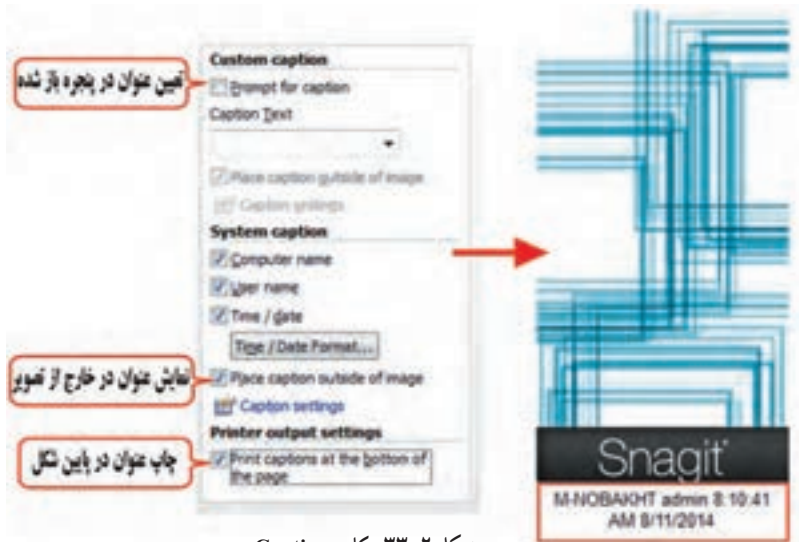 Custom caption
تعیین عنوان در پنجره باز شده
Prompt for caption
Caption Text
Place caption outside of image
Caption settings
System caption
Computer name
User name
Time / date
Time / Date Format...
نمایش عنوان در خارج از تصویر
Place caption outside of image
Caption settings
Printer output settings
چاپ عنوان در پایین شکل
Print captions at the bottom of
the page
Snagit
M-NOBAKHT admin 8:10:41
AM 8/11/2014